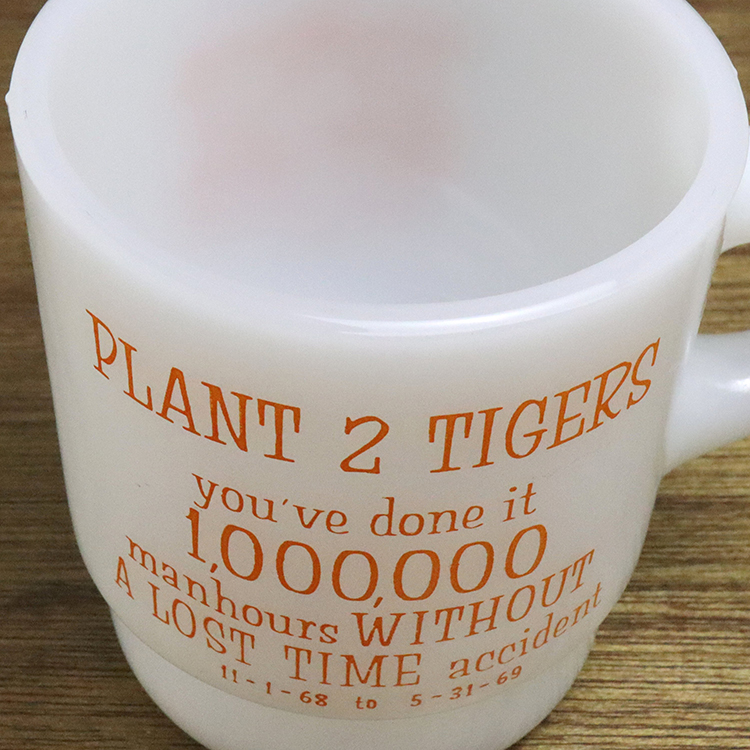 PLANT 2 TIGERS
you've done it
1,000,000
manhours WITHOUT
A LOST TIME accident
11-1-68 to 5-31-69